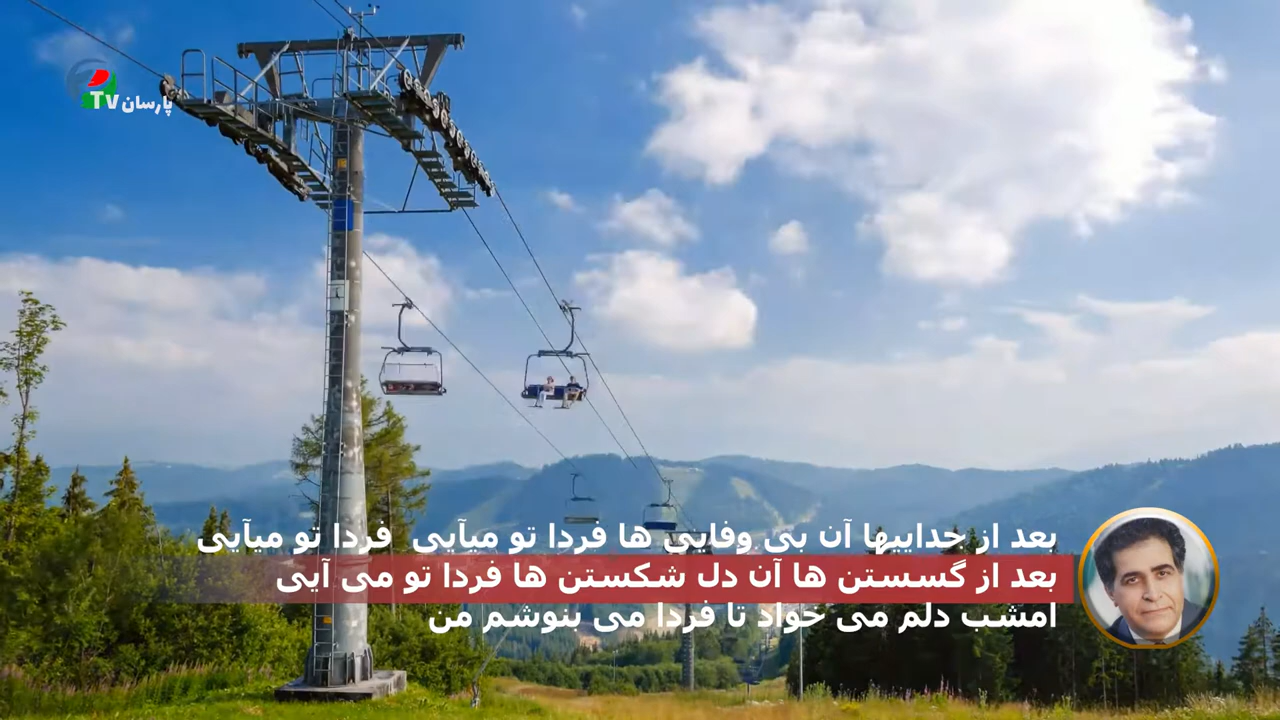 پارسان TV
بعد از جداییها آن بی وفایی ها فردا تو میآیی فردا تو میآیی
بعد از گسستن ها آن دل شکستن ها فردا تو می آیی
امشب دلم می خواد تا فردا می بنوشم من